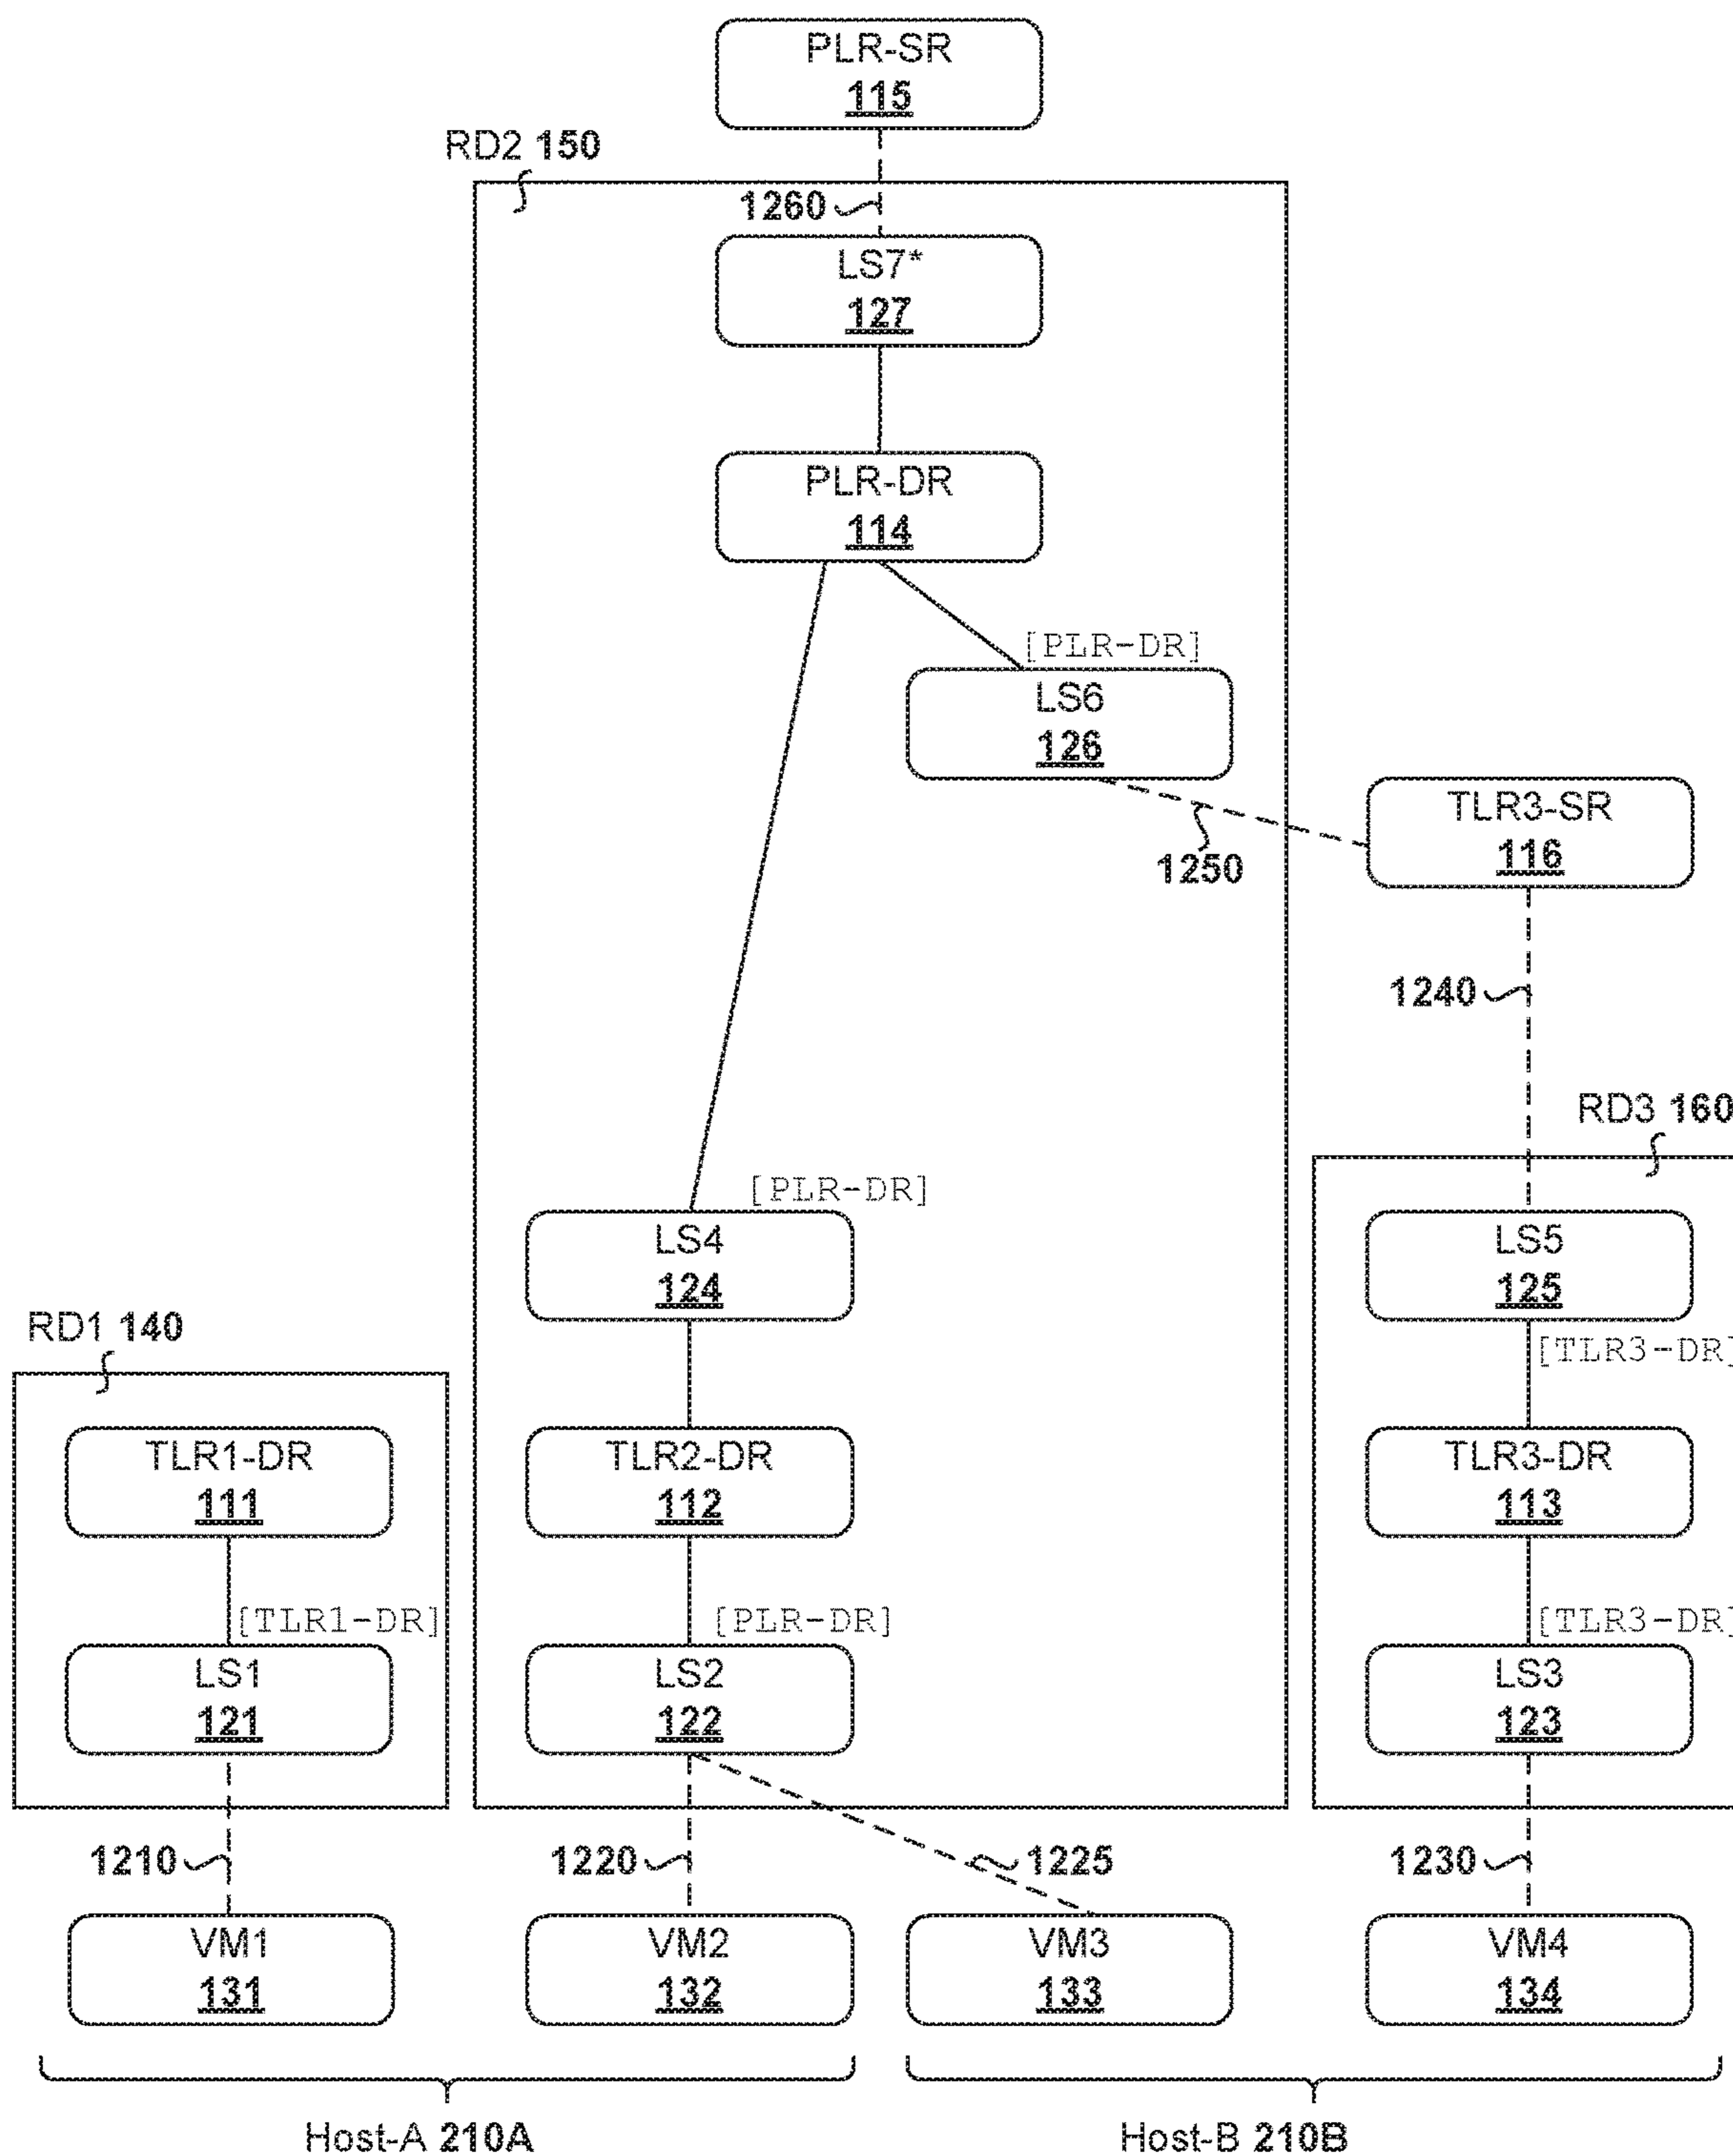 PLR-SR
115
RD2 150
1260
LS7*
127
PLR-DR
114
[PLR-DR]
LS6
126
TLR3-SR
116
1250
1240
RD3 160
[PLR-DR]
LS4
124
LS5
125
[TLR3-DR]
RD1 140
TLR1-DR
111
TLR2-DR
112
TLR3-DR
113
[TLR1-DR]
[PLR-DR]
[TLR3-DR]
LS1
121
LS2
122
LS3
123
1210
1220
1225
1230
VM1
131
VM2
132
VM3
133
VM4
134
Host-A 210A
Host-B 210B